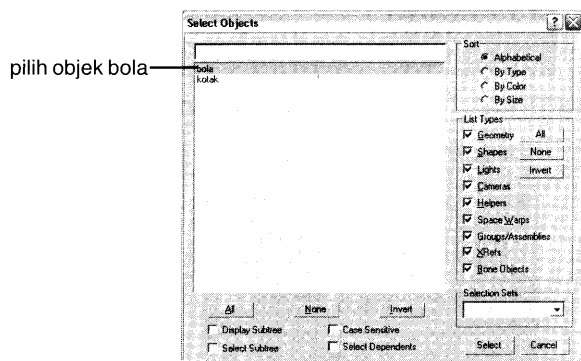 Select Objects
pilih objek bola
bola
kotak
Sort
Alphabetical
By Type
By Color
By Size
List Types
Geometry
All
Shapes
None
Lights
Invert
Cameras
Helpers
Space Warps
Groups/Assemblies
XRefs
Bone Objects
All
None
Invert
Selection Sets
Display Subtree
Case Sensitive
Select Subtree
Select Dependents
Select
Cancel